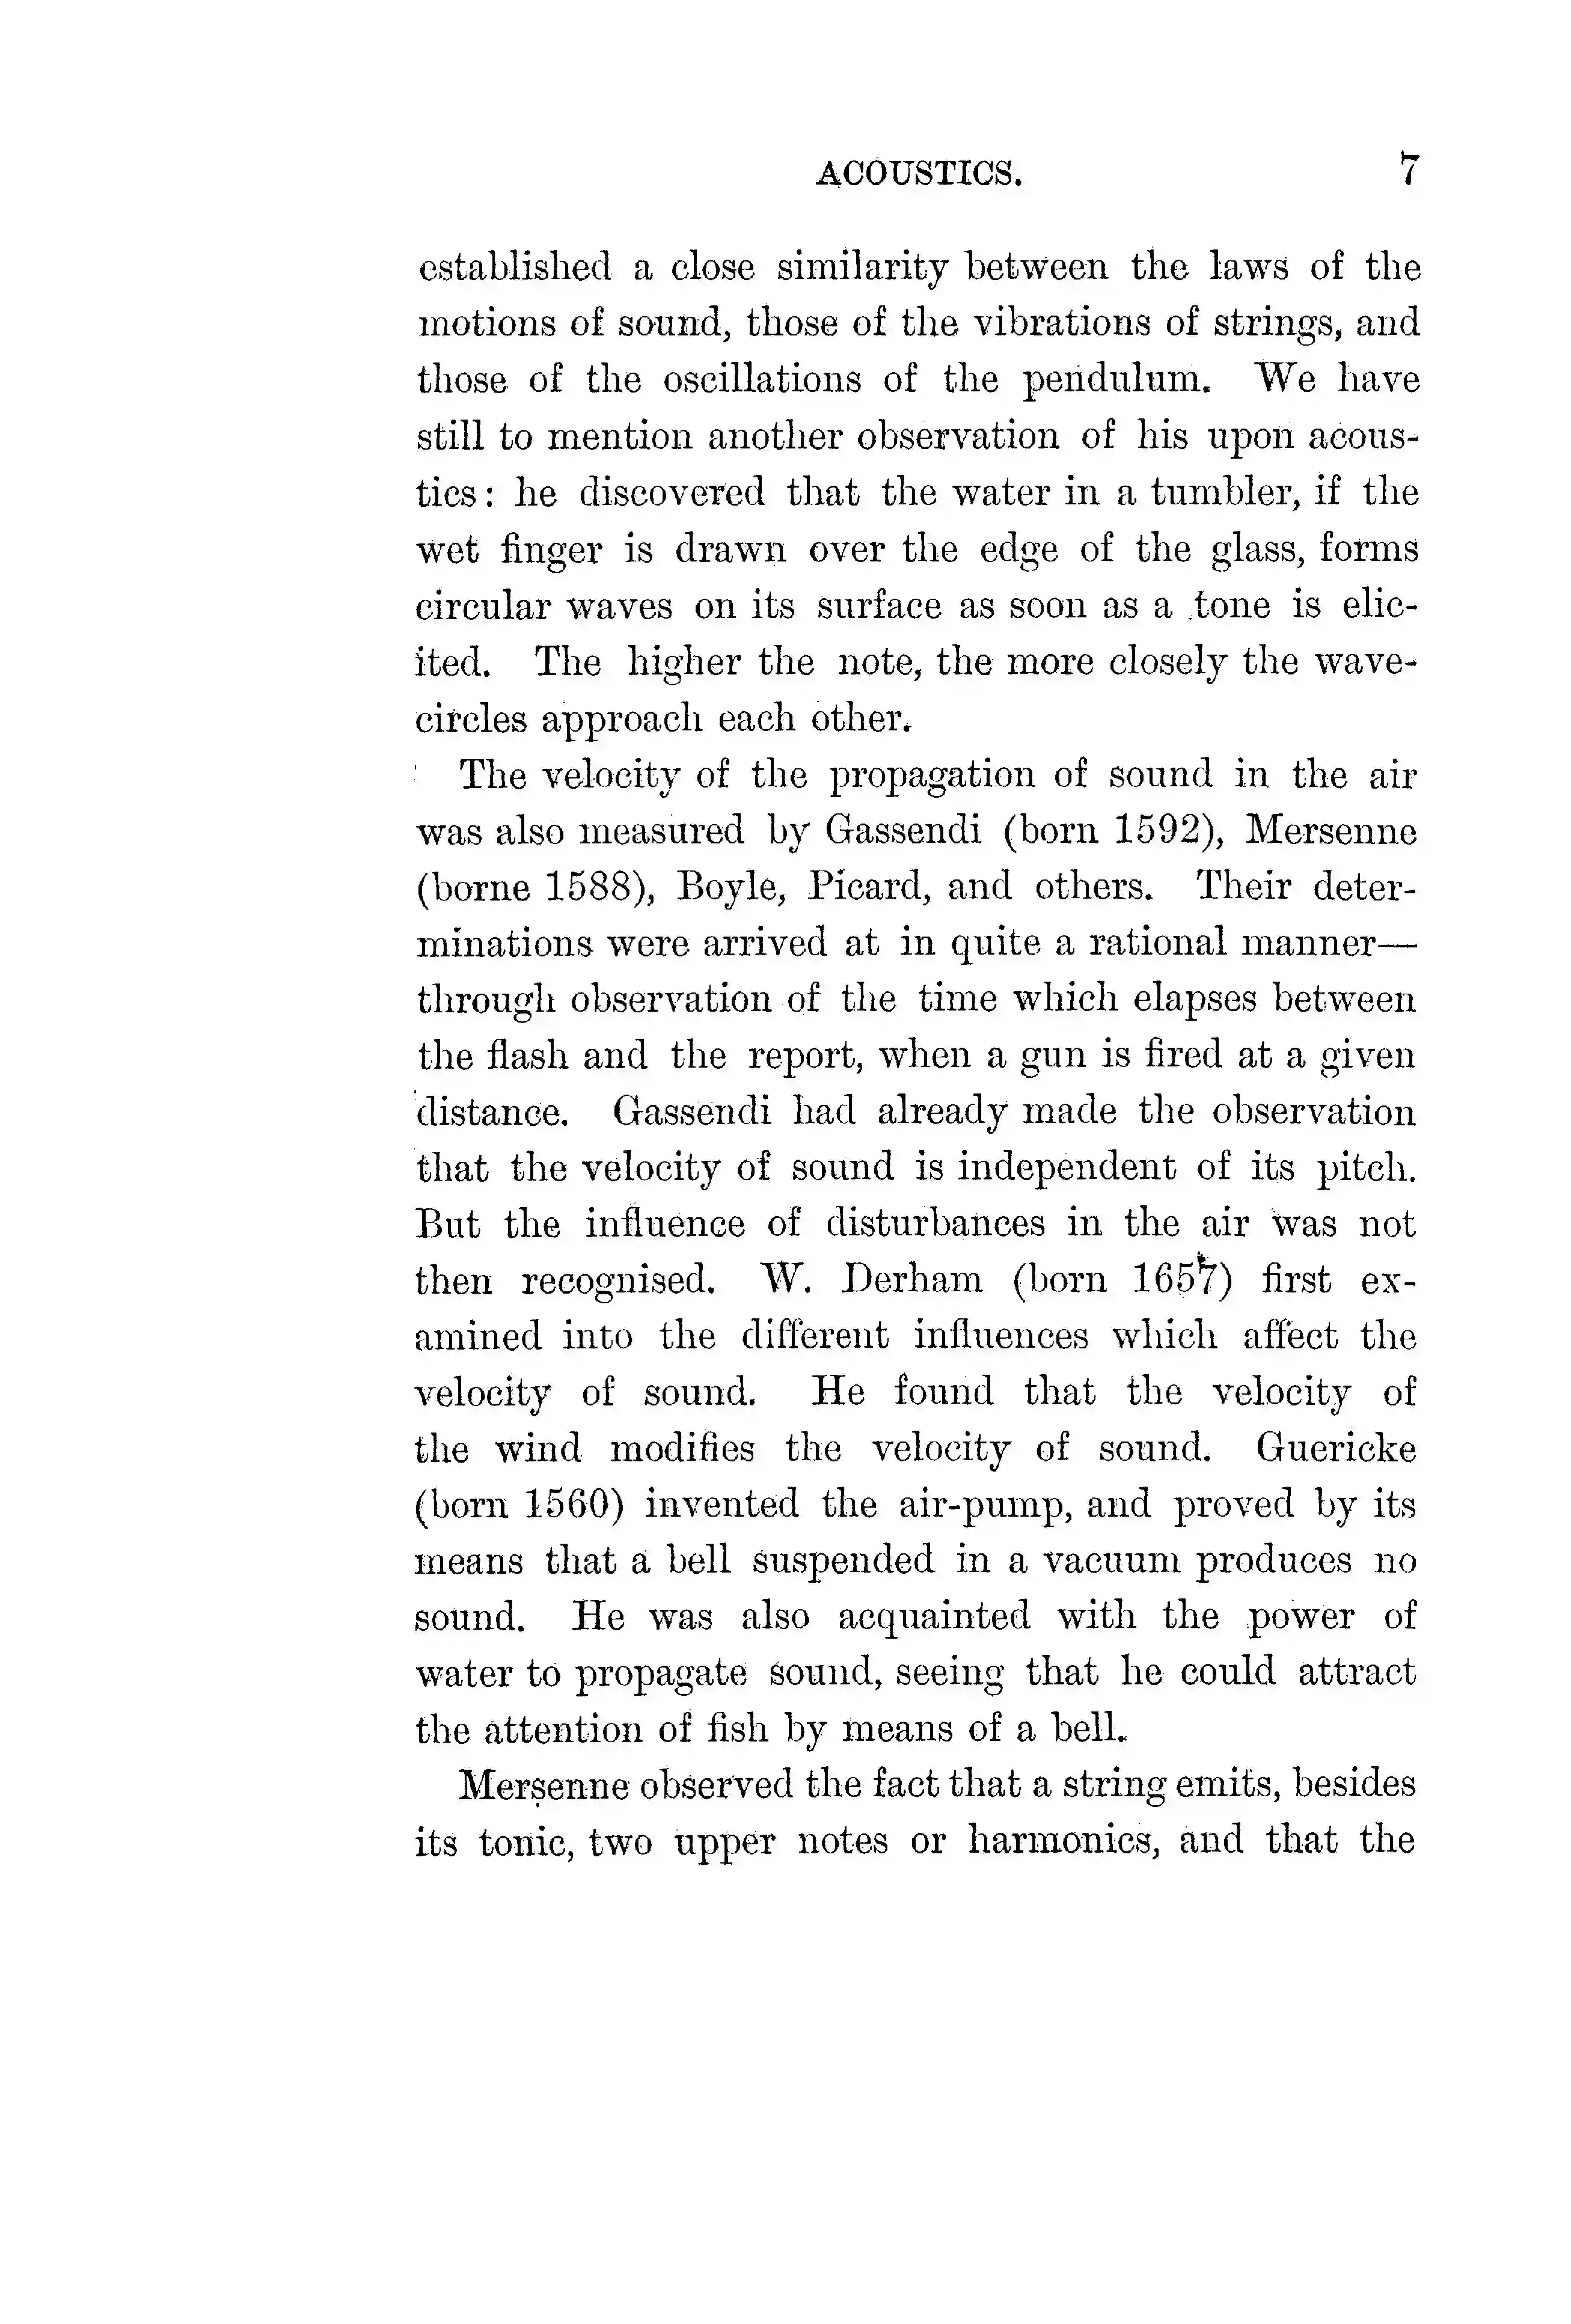 ACOUSTICS. 7
established a close similarity between the laws of the
motions of sound, those of the vibrations of strings, and
those of the oscillations of the pendulum. We have
still to mention another observation of his upon acous-
tics: he discovered that the water in a tumbler, if the
wet finger is drawn over the edge of the glass, forms
circular waves on its surface as soon as a tone is elic-
ited. The higher the note, the more closely the wave-
circles approach each other.
The velocity of the propagation of sound in the air
was also measured by Gassendi (born 1592), Mersenne
(borne 1588), Boyle, Picard, and others. Their deter-
minations were arrived at in quite a rational manner—
through observation of the time which elapses between
the flash and the report, when a gun is fired at a given
distance. Gassendi had already made the observation
that the velocity of sound is independent of its pitch.
But the influence of disturbances in the air was not
then recognised. W. Derham (born 1657) first ex-
amined into the different influences which affect the
velocity of sound. He found that the velocity of
the wind modifies the velocity of sound. Guericke
(born 1560) invented the air-pump, and proved by its
means that a bell suspended in a vacuum produces no
sound. He was also acquainted with the power of
water to propagate sound, seeing that he could attract
the attention of fish by means of a bell.
Mersenne observed the fact that a string emits, besides
its tonic, two upper notes or harmonics, and that the